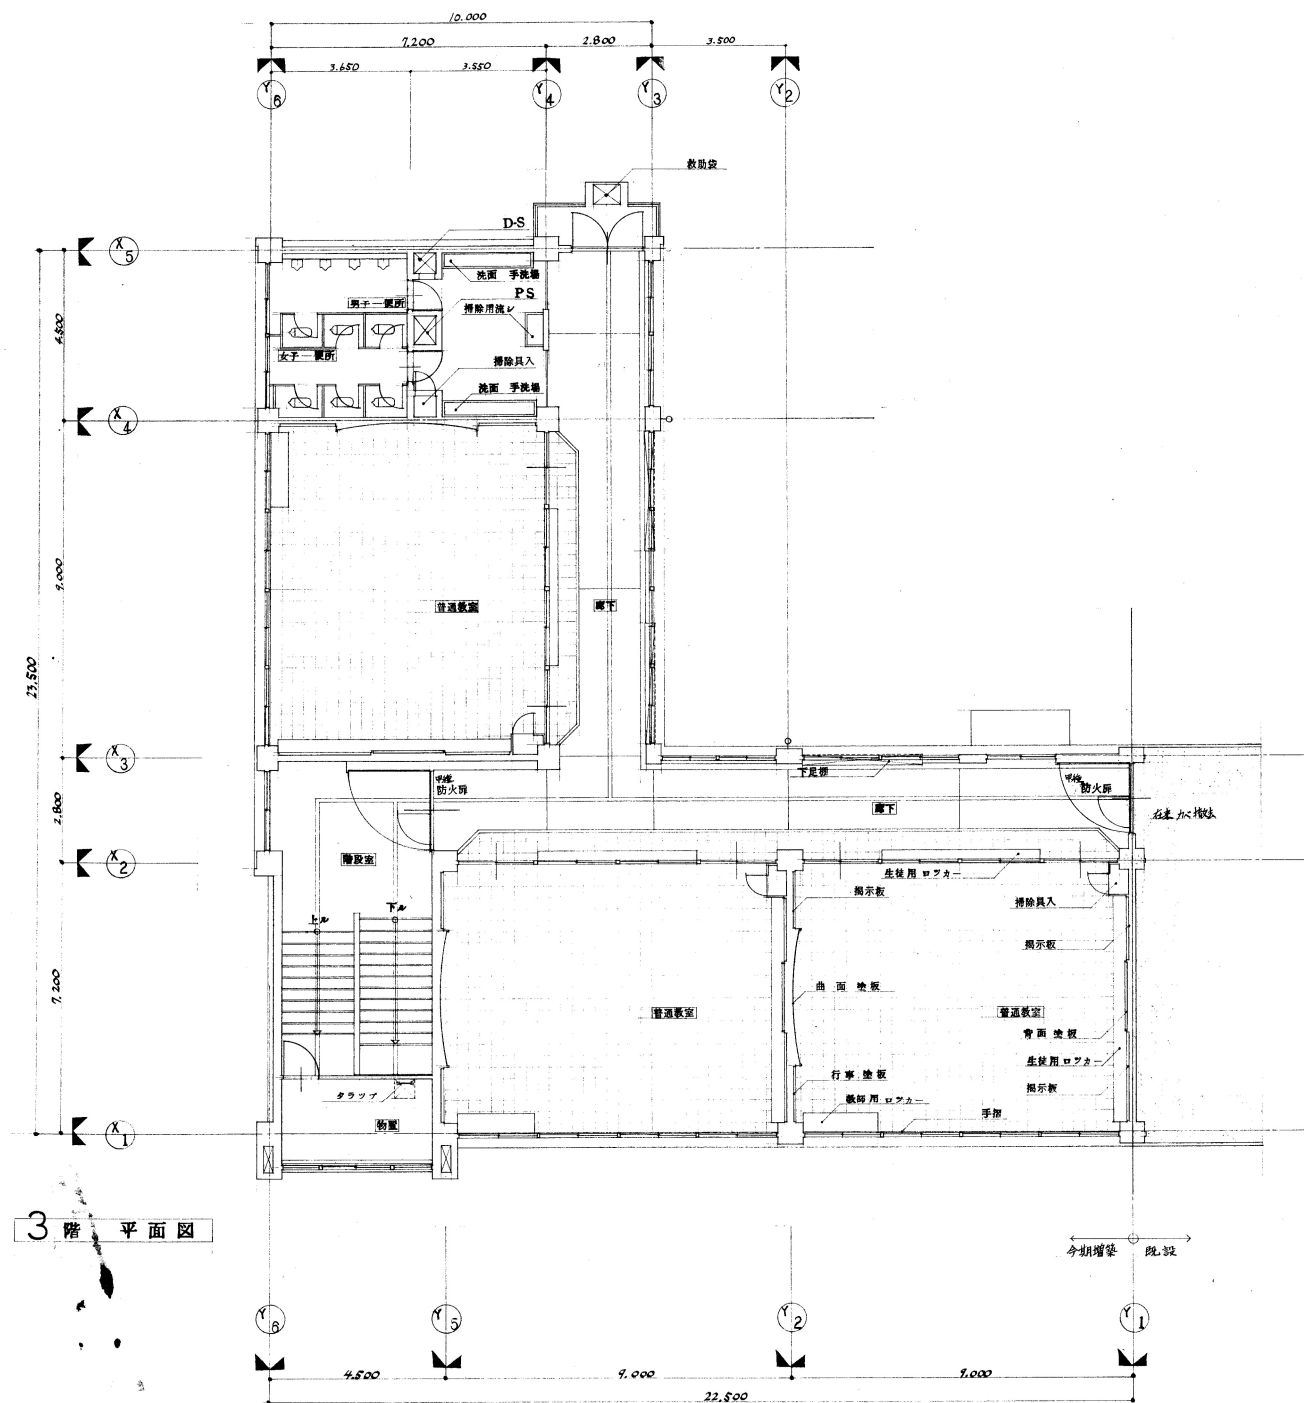 10.000
7.200
2.800
3.500
3.650
3.550
Y6
Y4
Y3
Y2
救助袋
D-S
X5
洗面 手洗場
PS
男子便所
掃除用流し
4.500
女子便所
掃除具入
洗面 手洗場
X4
9.000
普通教室
廊下
23.500
X3
下足棚
甲種
防火扉
甲種
防火扉
2.800
廊下
在来カベ撤去
階段室
X2
生徒用ロッカー
掲示板
掃除具入
上ル
下ル
掲示板
7.200
曲面塗板
普通教室
普通教室
背面塗板
生徒用ロッカー
行事塗板
掲示板
タラップ
教師用ロッカー
手摺
物置
X1
3階 平面図
今期増築
既設
Y6
Y5
Y2
Y1
4.500
9.000
9.000
22.500